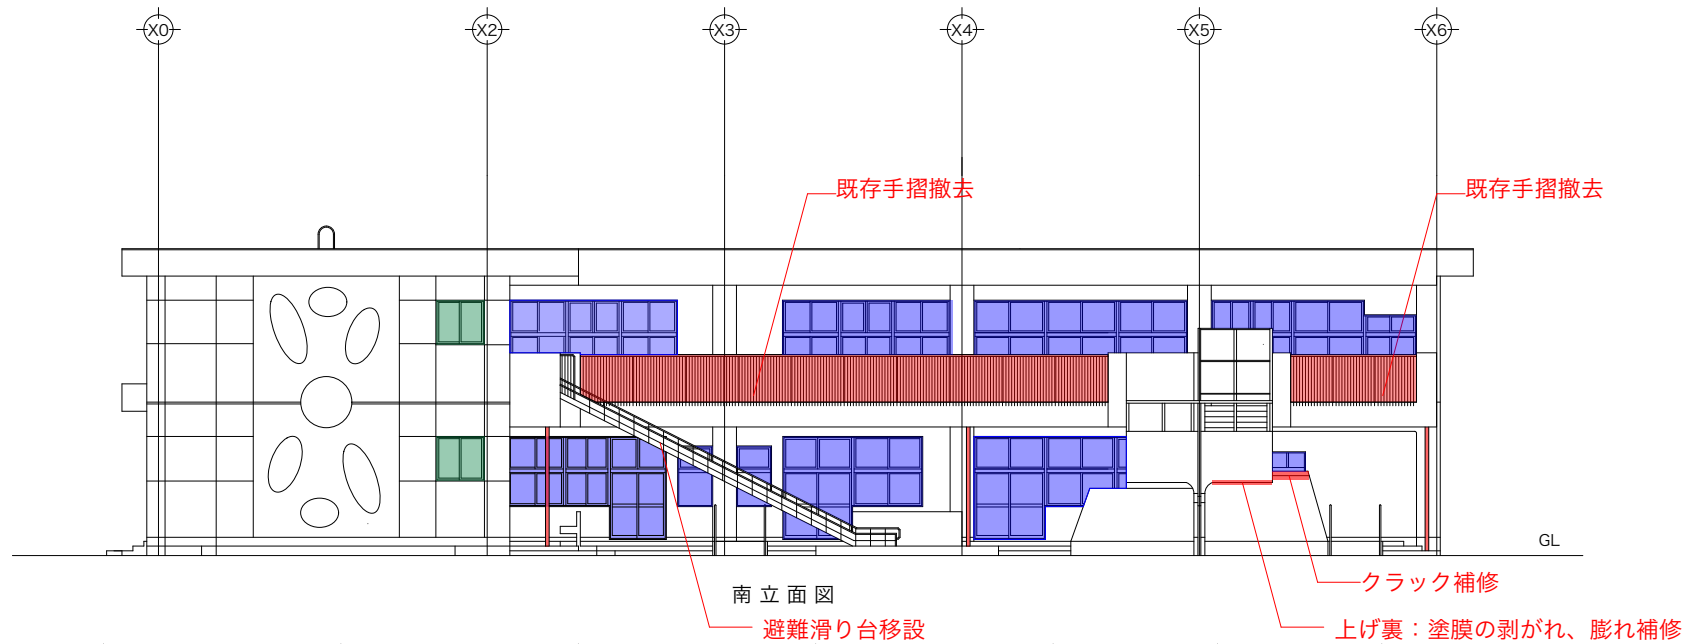 X0 X2 X3 X4 X5 X6
既存手摺撤去 既存手摺撤去
GL
クラック補修
南立面図
避難滑り台移設 上げ裏：塗膜の剥がれ、膨れ補修